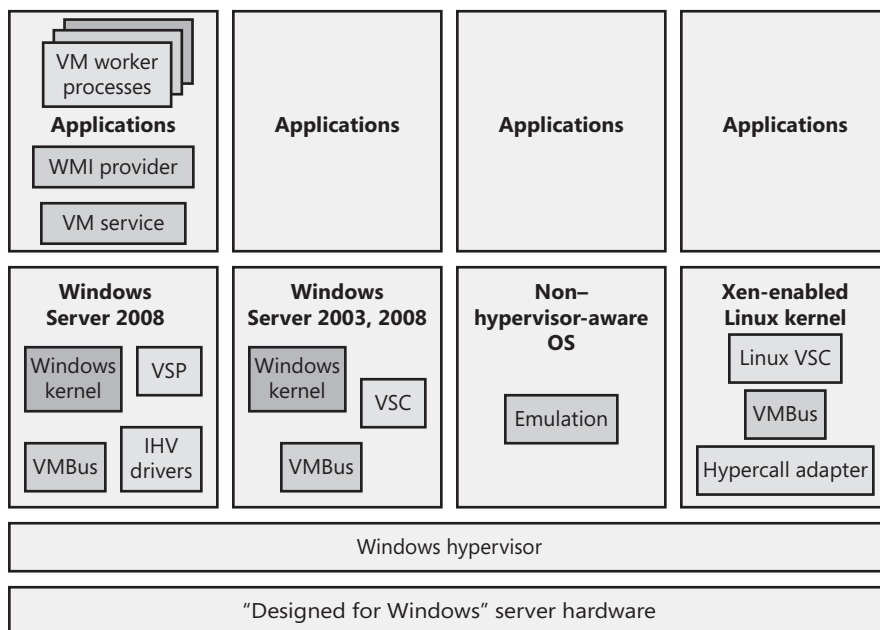 VM worker
processes
Applications
WMI provider
VM service
Applications
Applications
Applications
Windows
Server 2008
Windows
kernel
VSP
VMBus
IHV
drivers
Windows
Server 2003, 2008
Windows
kernel
VSC
VMBus
Non–
hypervisor-aware
OS
Emulation
Xen-enabled
Linux kernel
Linux VSC
VMBus
Hypercall adapter
Windows hypervisor
“Designed for Windows” server hardware